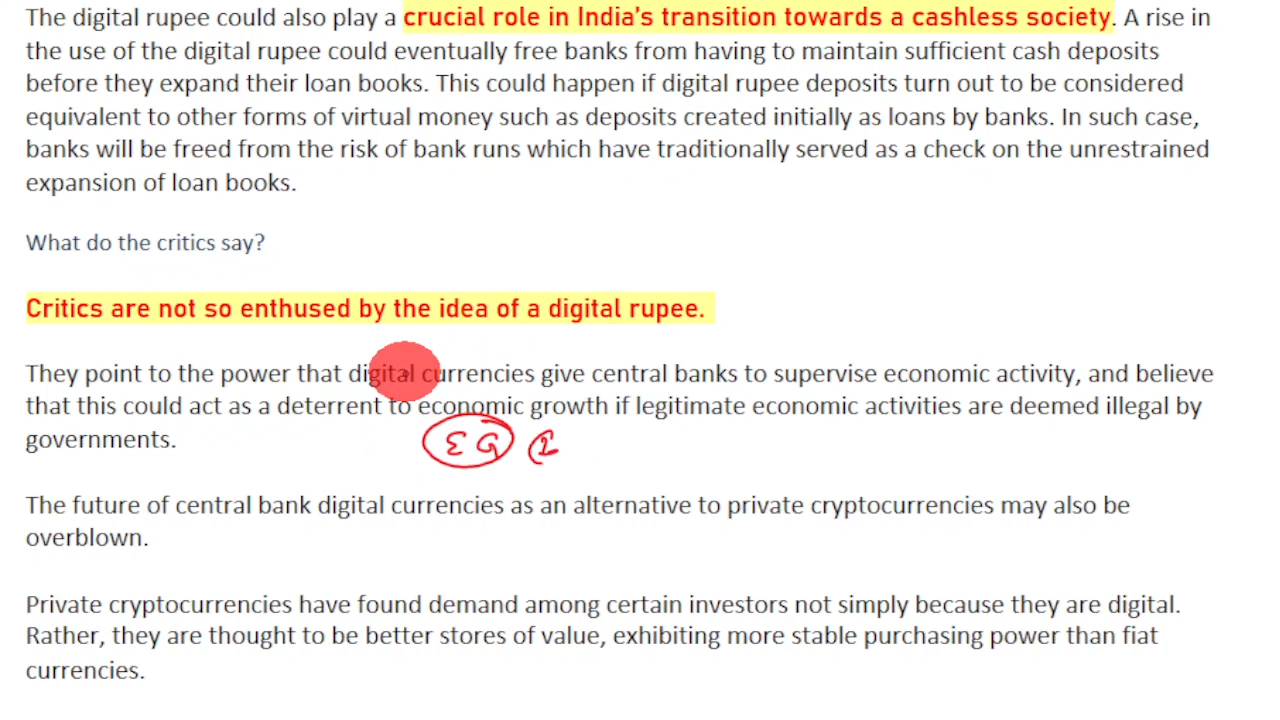 The digital rupee could also play a crucial role in India's transition towards a cashless society. A rise in
the use of the digital rupee could eventually free banks from having to maintain sufficient cash deposits
before they expand their loan books. This could happen if digital rupee deposits turn out to be considered
equivalent to other forms of virtual money such as deposits created initially as loans by banks. In such case,
banks will be freed from the risk of bank runs which have traditionally served as a check on the unrestrained
expansion of loan books.
What do the critics say?
Critics are not so enthused by the idea of a digital rupee.
They point to the power that digital currencies give central banks to supervise economic activity, and believe
that this could act as a deterrent to economic growth if legitimate economic activities are deemed illegal by
governments.
EG
The future of central bank digital currencies as an alternative to private cryptocurrencies may also be
overblown.
Private cryptocurrencies have found demand among certain investors not simply because they are digital.
Rather, they are thought to be better stores of value, exhibiting more stable purchasing power than fiat
currencies.